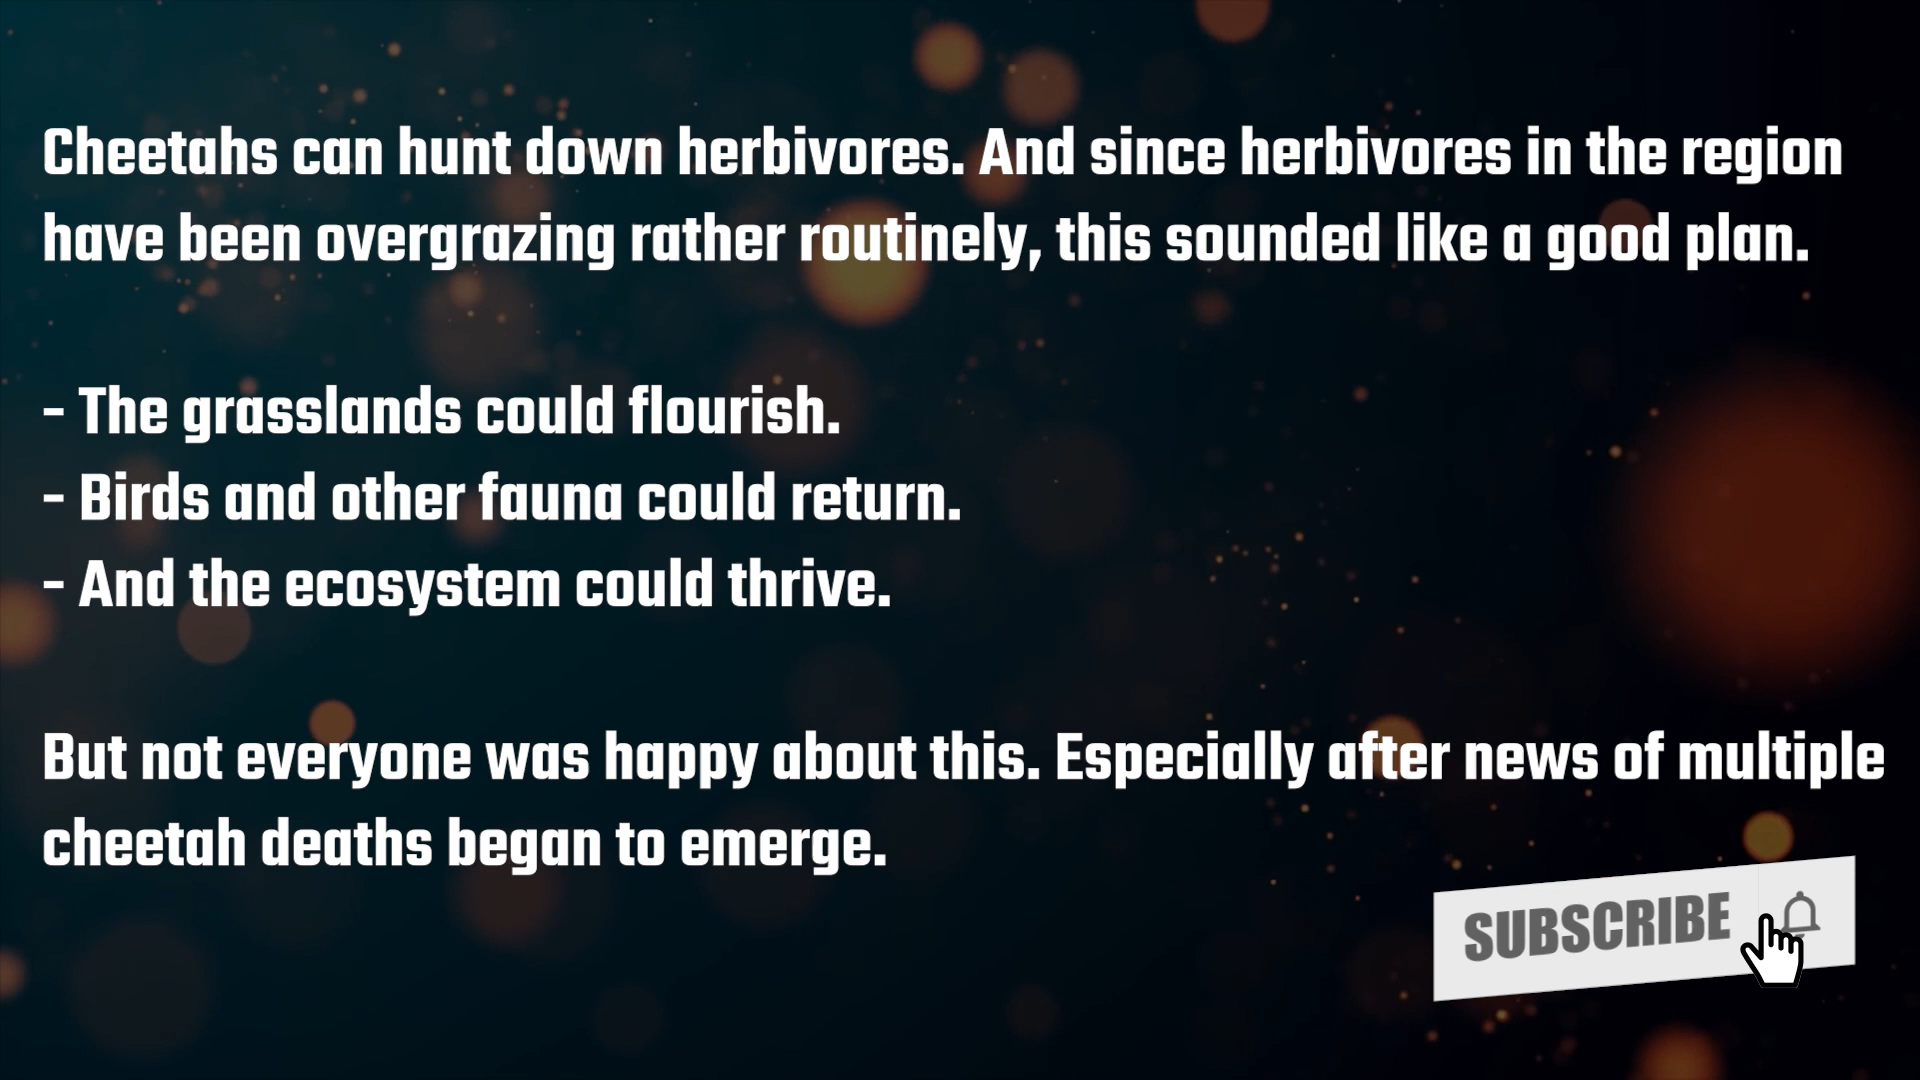 Cheetahs can hunt down herbivores. And since herbivores in the region
have been overgrazing rather routinely, this sounded like a good plan.
- The grasslands could flourish.
- Birds and other fauna could return.
- And the ecosystem could thrive.
But not everyone was happy about this. Especially after news of multiple
cheetah deaths began to emerge.
SUBSCRIBE